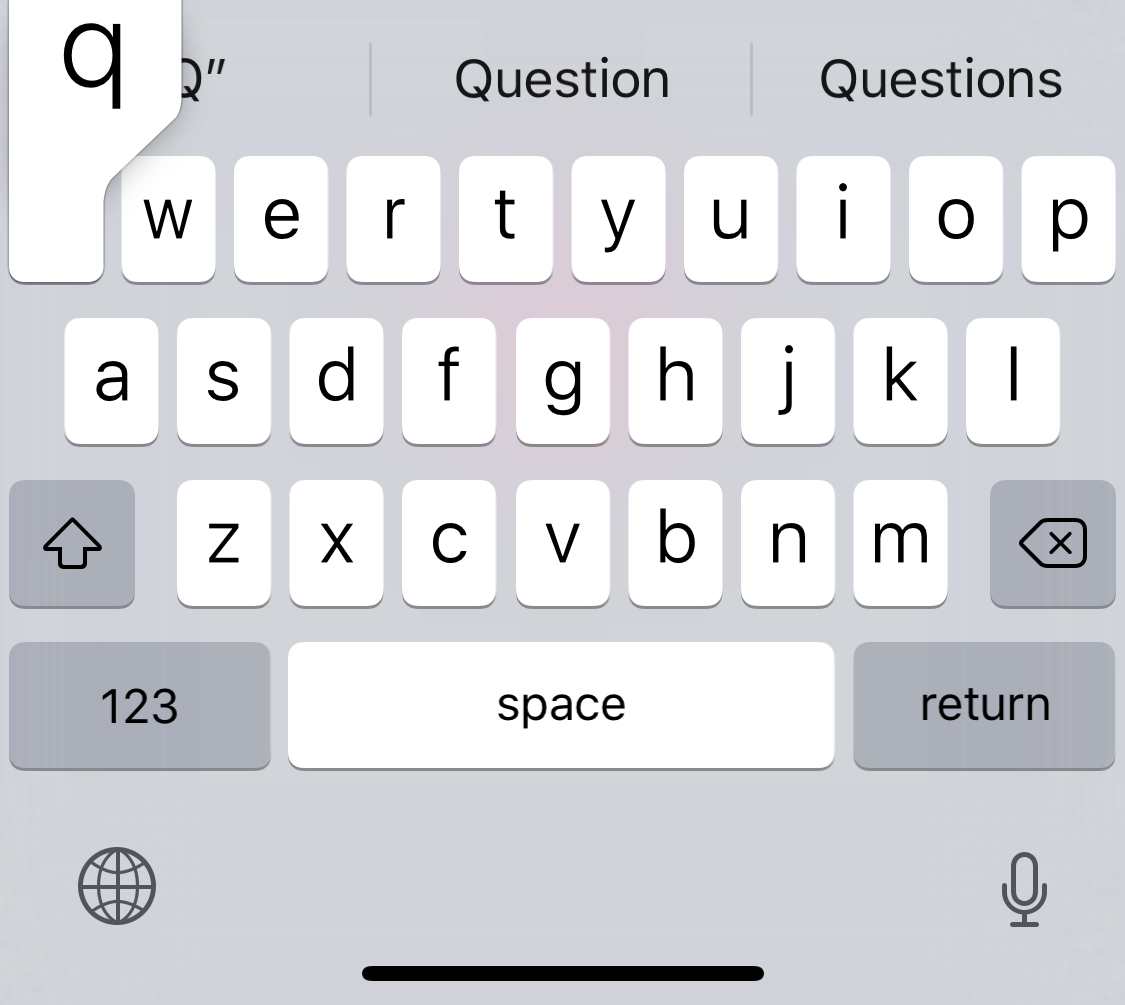 q
Q” Question Questions
w e r t y u i o p
a s d f g h j k l
z x c v b n m
123 space return